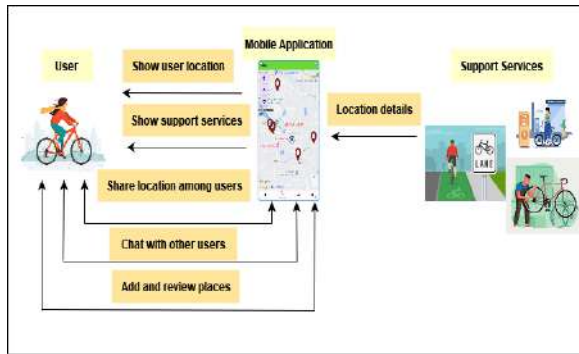 Mobile Application
User
Show user location
Support Services
Location details
Show support services
LANE
Share location among users
Chat with other users
Add and review places